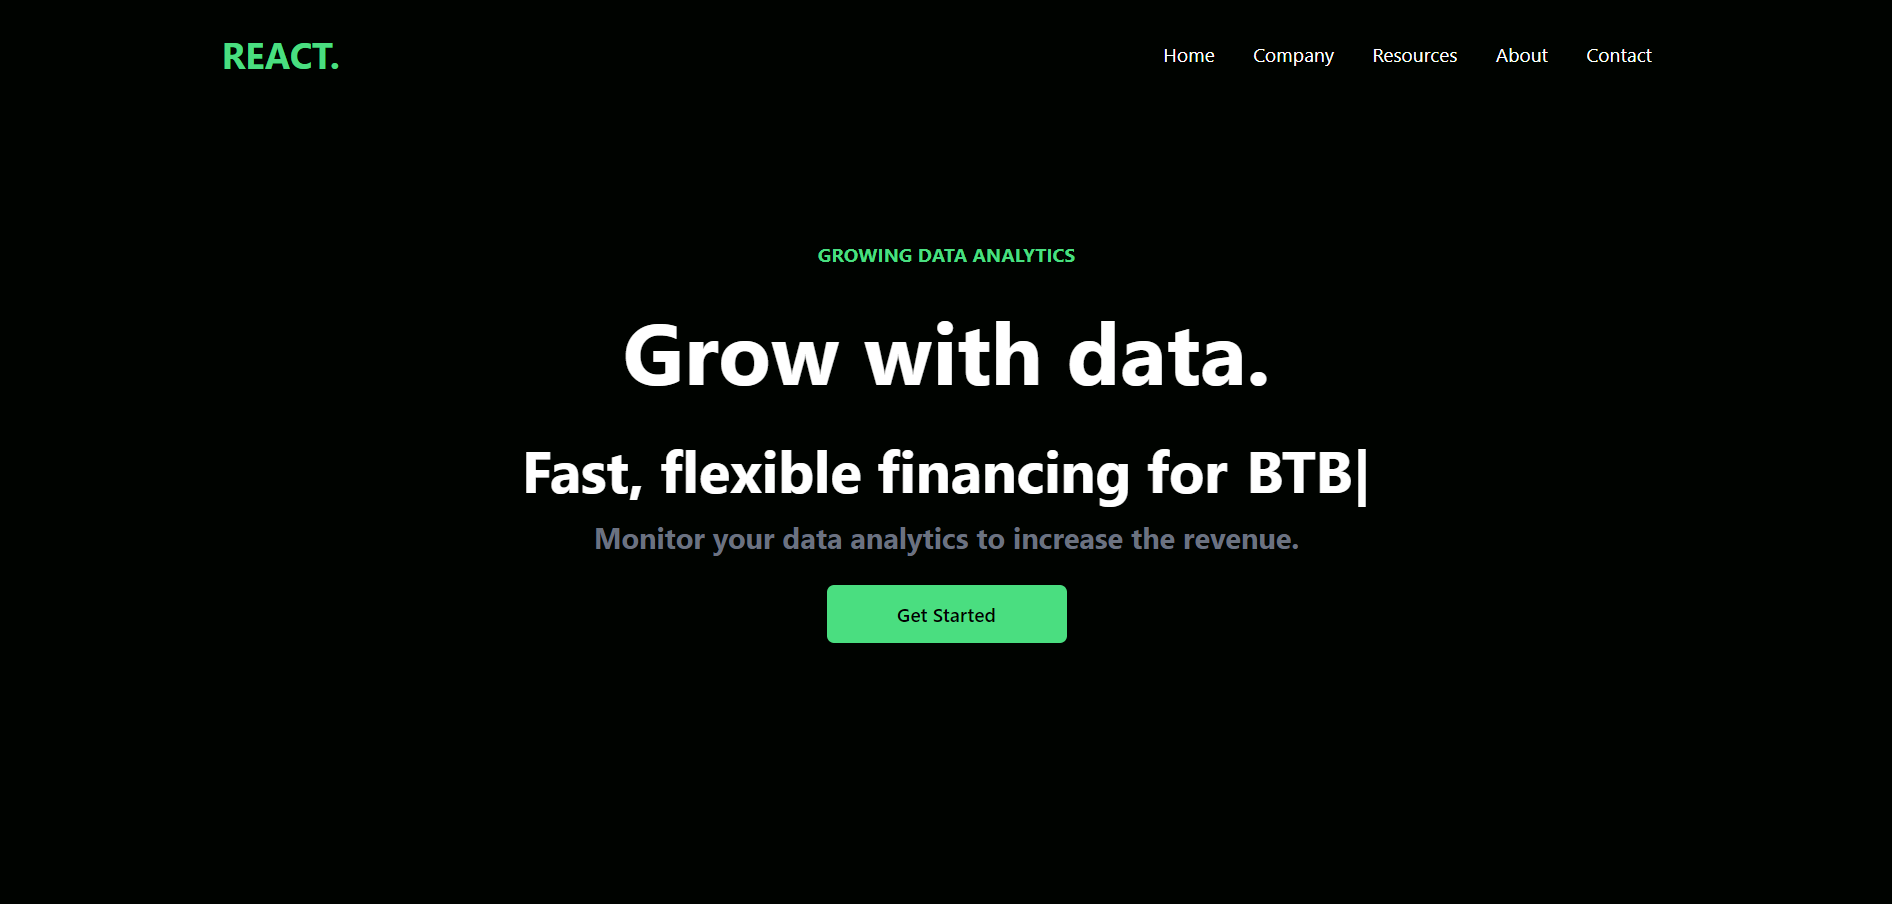 REACT.
Home Company Resources About Contact
GROWING DATA ANALYTICS
Grow with data.
Fast, flexible financing for BTB|
Monitor your data analytics to increase the revenue.
Get Started